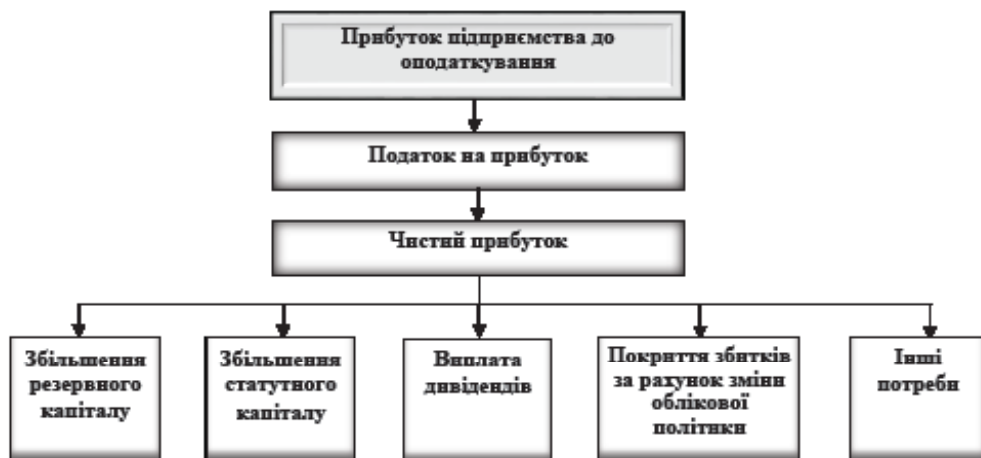 Прибуток підприємства до
оподаткування
Податок на прибуток
Чистий прибуток
Збільшення
резервного
капіталу
Збільшення
статутного
капіталу
Виплата
дивідендів
Покриття збитків
за рахунок зміни
облікової
політики
Інші
потреби